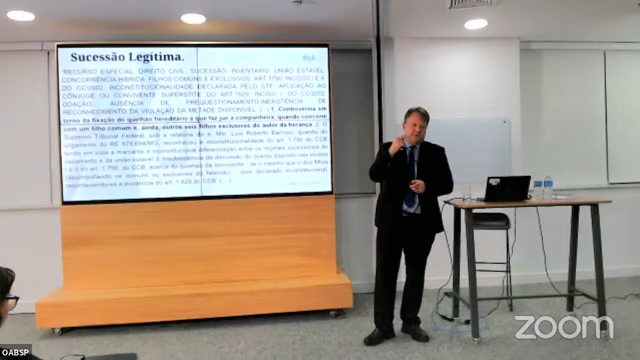 Sucessão Legítima.
"RECURSO ESPECIAL. DIREITO CIVIL. SUCESSÃO. INVENTÁRIO. UNIÃO ESTÁVEL.
CONCORRÊNCIA HÍBRIDA. FILHOS COMUNS E EXCLUSIVOS. ART. 1790, INCISOS I E II,
DO CC/2002. INCONSTITUCIONALIDADE DECLARADA PELO STF. APLICAÇÃO AO
CÔNJUGE OU CONVIVENTE SUPÉRSTITE DO ART.1829, INCISO I, DO CC/2002.
DOAÇÃO. AUSÊNCIA DE PREQUESTIONAMENTO.INEXISTÊNCIA DE
RECONHECIMENTO DA VIOLAÇÃO DA METADE DISPONÍVEL. (...) 1. Controvérsia em
torno da fixação do quinhão hereditário a que faz jus a companheira, quando concorre
com um filho comum e, ainda, outros seis filhos exclusivos do autor da herança. 2. O
Supremo Tribunal Federal, sob a relatoria do e. Min. Luís Roberto Barroso, quando do
julgamento do RE 878.694/MG, reconheceu a inconstitucionalidade do art. 1.790 do CCB
tendo em vista a marcante e inconstitucional diferenciação entre os regimes sucessórios do
casamento e da união estável. 3. Insubsistência da discussão do quanto disposto nos incisos
I e II do art. 1.790, do CCB, acerca do quinhão da convivente - se o mesmo que o dos filhos
(desimportando se comuns ou exclusivos do falecido) - pois declarado inconstitucional,
reconhecendo-se a incidência do art. 1.829 do CCB" (...)
zoom
OABSP